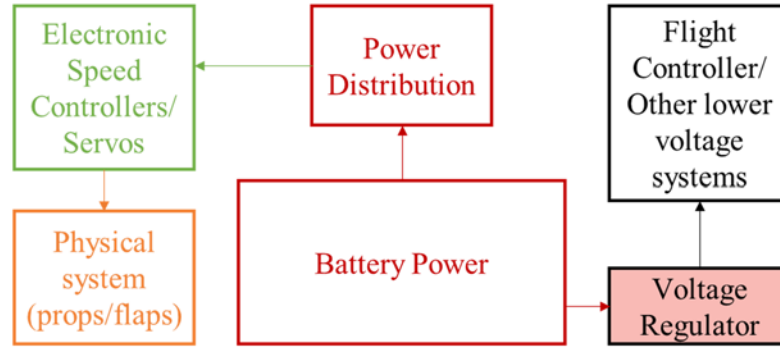 Electronic
Speed
Controllers/
Servos
Power
Distribution
Flight
Controller/
Other lower
voltage
systems
Physical
system
(props/flaps)
Battery Power
Voltage
Regulator